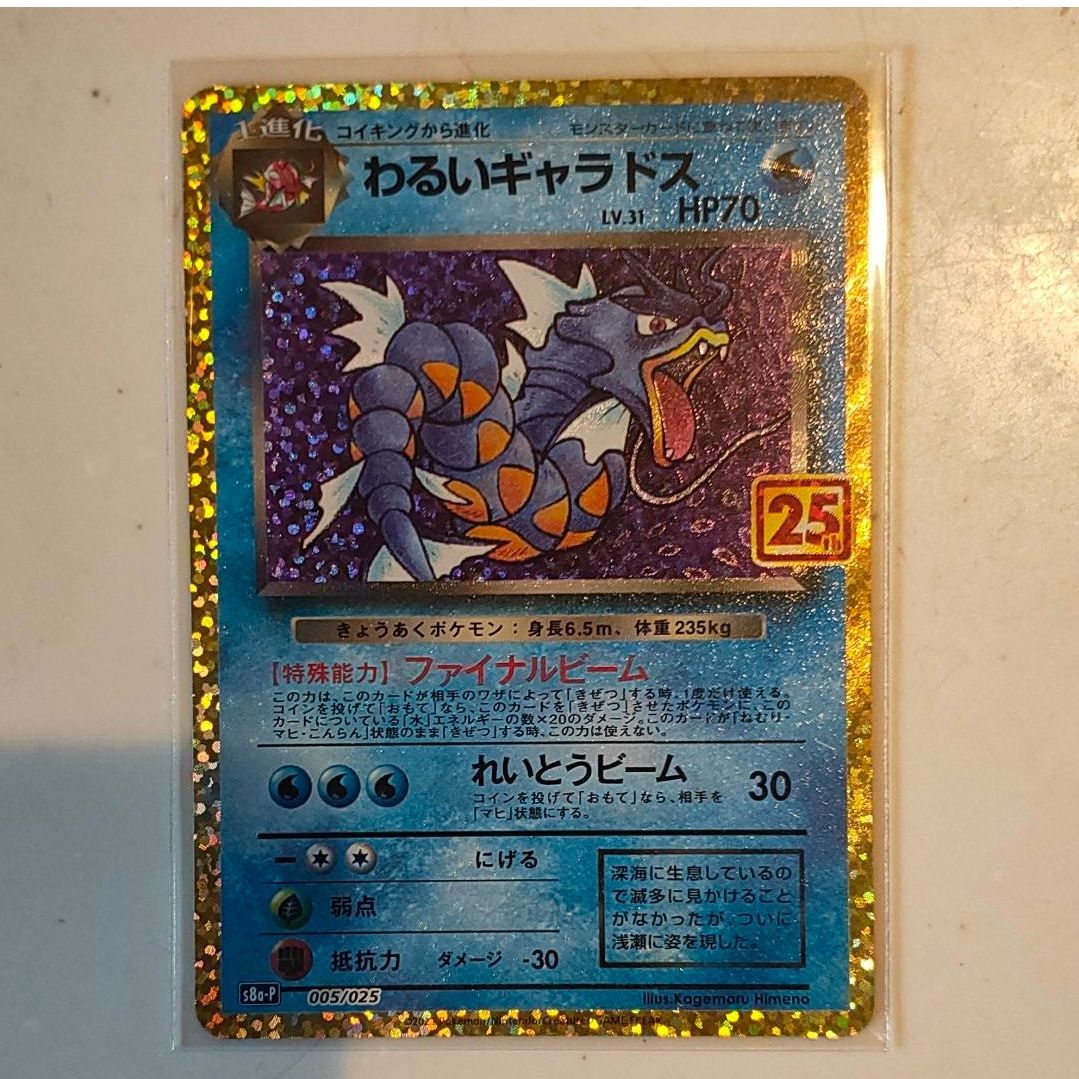 1進化 コイキングから進化
わるいギャラドス
LV.31 HP70
25th
きょうあくポケモン：身長6.5m、体重235kg
【特殊能力】ファイナルビーム
この力は、このカードが相手のワザによって「きぜつ」する時、1度だけ使える。
コインを投げて「おもて」なら、このカードを「きぜつ」させたポケモンに、この
カードについている「水」エネルギーの数×20のダメージ。このカードが「ねむり・
マヒ・こんらん」状態のまま「きぜつ」する時、この力は使えない。
れいとうビーム 30
コインを投げて「おもて」なら、相手を
「マヒ」状態にする。
にげる
弱点
抵抗力 ダメージ -30
深海に生息しているの
で滅多に見かけること
がなかったが、ついに
浅瀬に姿を現した。
s8a-P 005/025
Illus.Kagemaru Himeno
Pokémon/Nintendo/Creatures/GAME FREAK